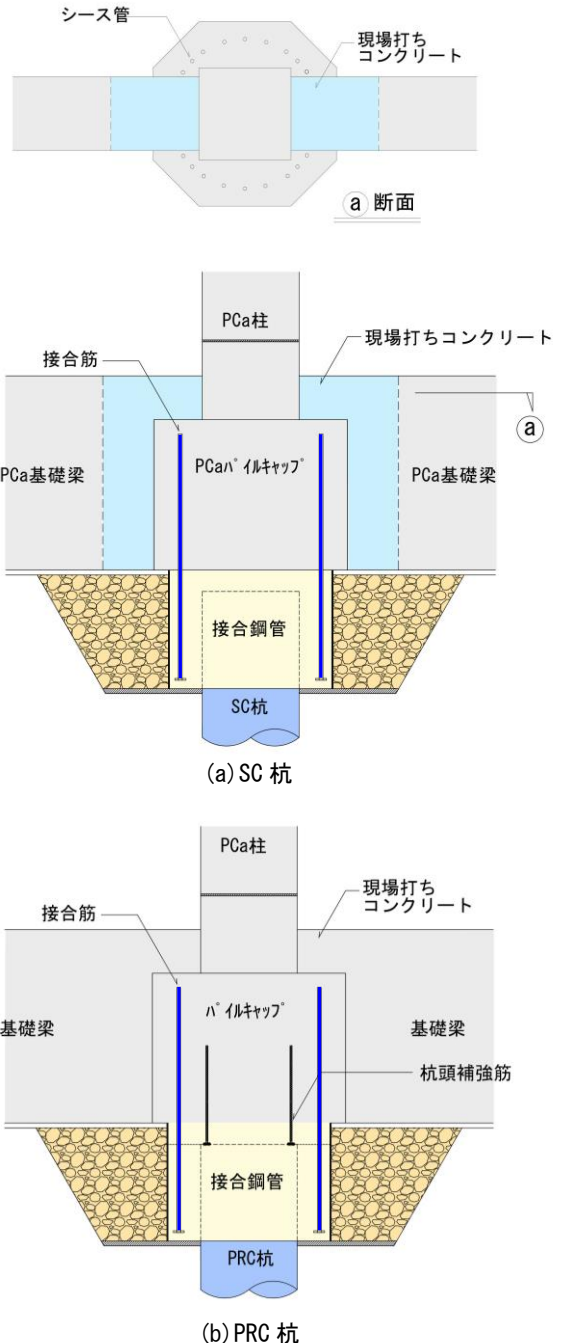 シース管
現場打ち
コンクリート
ⓐ 断面
PCa柱
接合筋
現場打ちコンクリート
ⓐ
PCa基礎梁
PCaパイルキャップ
PCa基礎梁
接合鋼管
SC杭
(a)SC 杭
PCa柱
接合筋
現場打ち
コンクリート
パイルキャップ
基礎梁
基礎梁
杭頭補強筋
接合鋼管
PRC杭
(b)PRC 杭